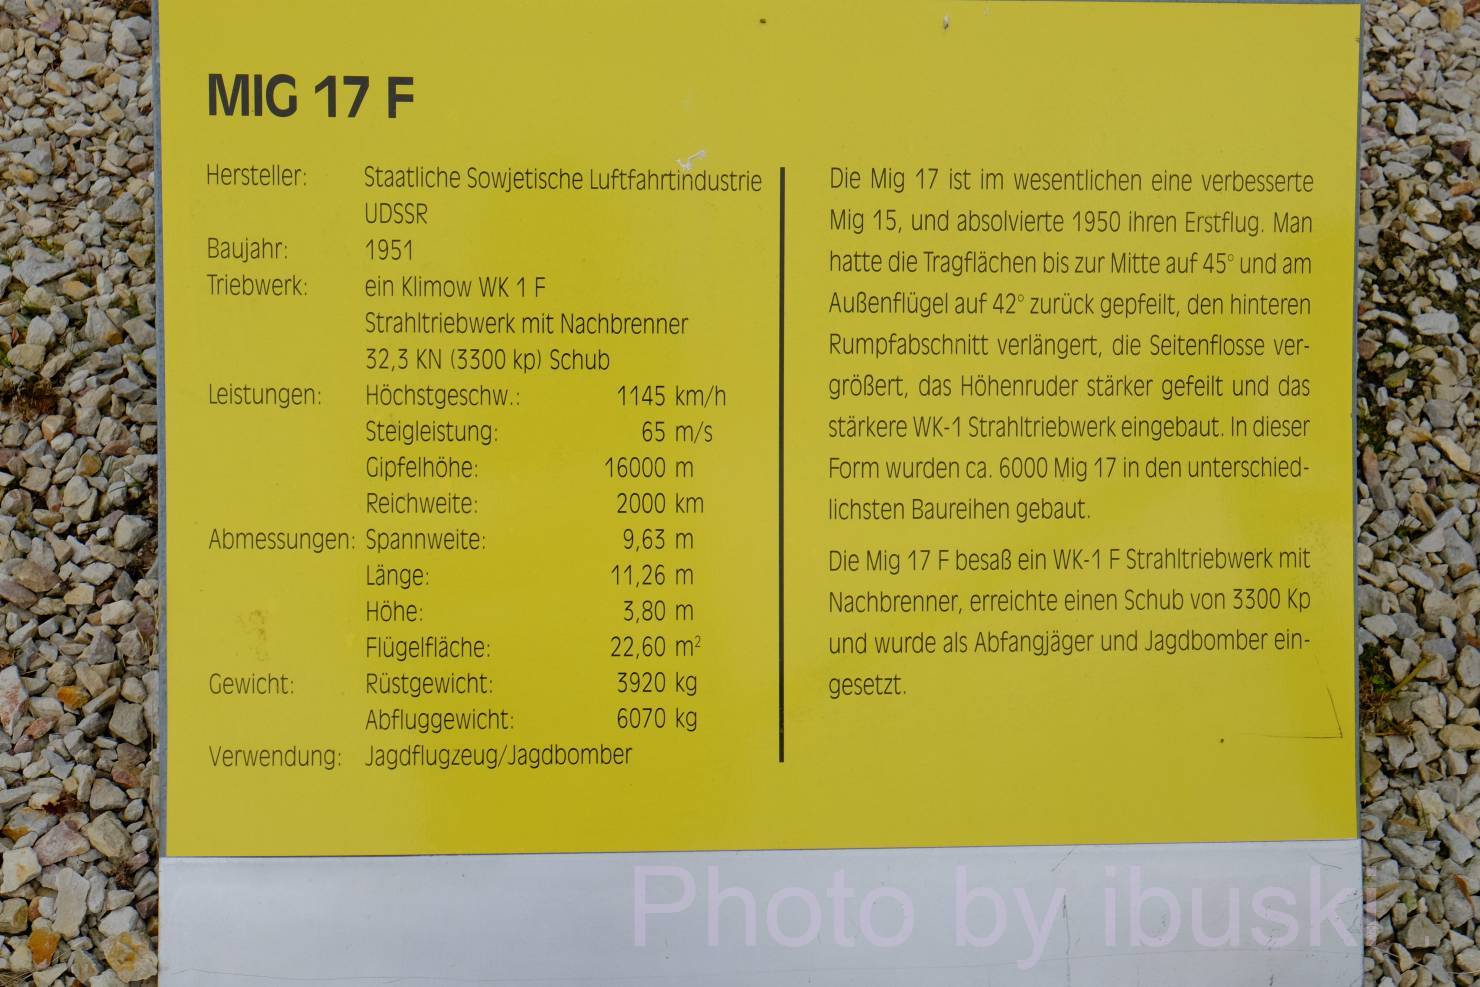 MIG 17 F
Hersteller: Staatliche Sowjetische Luftfahrtindustrie
UDSSR
Baujahr: 1951
Triebwerk: ein Klimow WK 1 F
Strahltriebwerk mit Nachbrenner
32,3 KN (3300 kp) Schub
Leistungen: Höchstgeschw.: 1145 km/h
Steigleistung: 65 m/s
Gipfelhöhe: 16000 m
Reichweite: 2000 km
Abmessungen: Spannweite: 9,63 m
Länge: 11,26 m
Höhe: 3,80 m
Flügelfläche: 22,60 m²
Gewicht: Rüstgewicht: 3920 kg
Abfluggewicht: 6070 kg
Verwendung: Jagdflugzeug/Jagdbomber
Die Mig 17 ist im wesentlichen eine verbesserte
Mig 15, und absolvierte 1950 ihren Erstflug. Man
hatte die Tragflächen bis zur Mitte auf 45° und am
Außenflügel auf 42° zurück gepfeilt, den hinteren
Rumpfabschnitt verlängert, die Seitenflosse ver-
größert, das Höhenruder stärker gefeilt und das
stärkere WK-1 Strahltriebwerk eingebaut. In dieser
Form wurden ca. 6000 Mig 17 in den unterschied-
lichsten Baureihen gebaut.
Die Mig 17 F besaß ein WK-1 F Strahltriebwerk mit
Nachbrenner, erreichte einen Schub von 3300 Kp
und wurde als Abfangjäger und Jagdbomber ein-
gesetzt.
Photo by ibuski